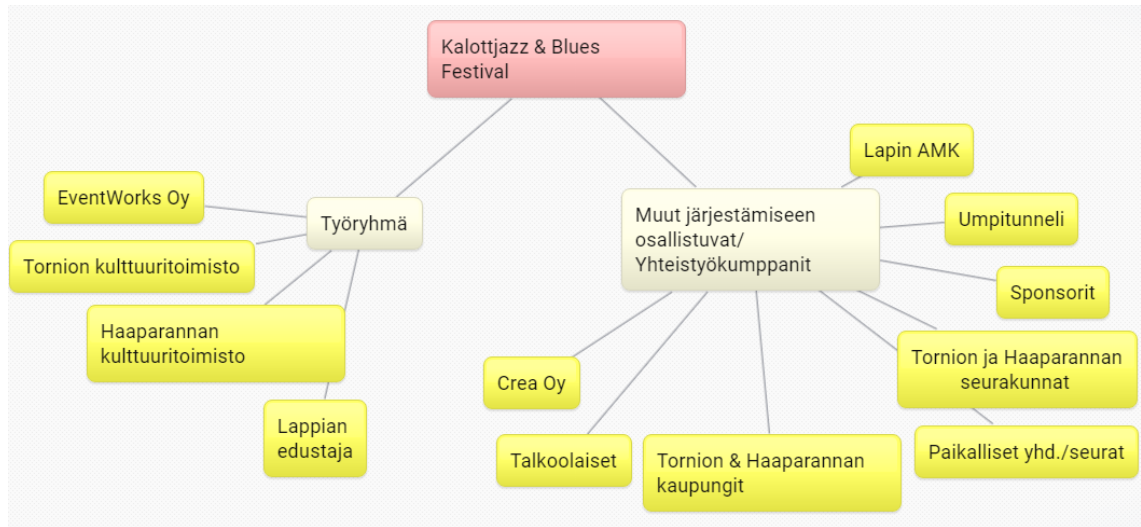 Kalottjazz & Blues
Festival
Lapin AMK
EventWorks Oy
Työryhmä
Muut järjestämiseen
osallistuvat/
Yhteistyökumppanit
Umpitunneli
Tornion kulttuuritoimisto
Sponsorit
Haaparannan
kulttuuritoimisto
Tornion ja Haaparannan
seurakunnat
Crea Oy
Lappian
edustaja
Talkoolaiset
Tornion & Haaparannan
kaupungit
Paikalliset yhd./seurat